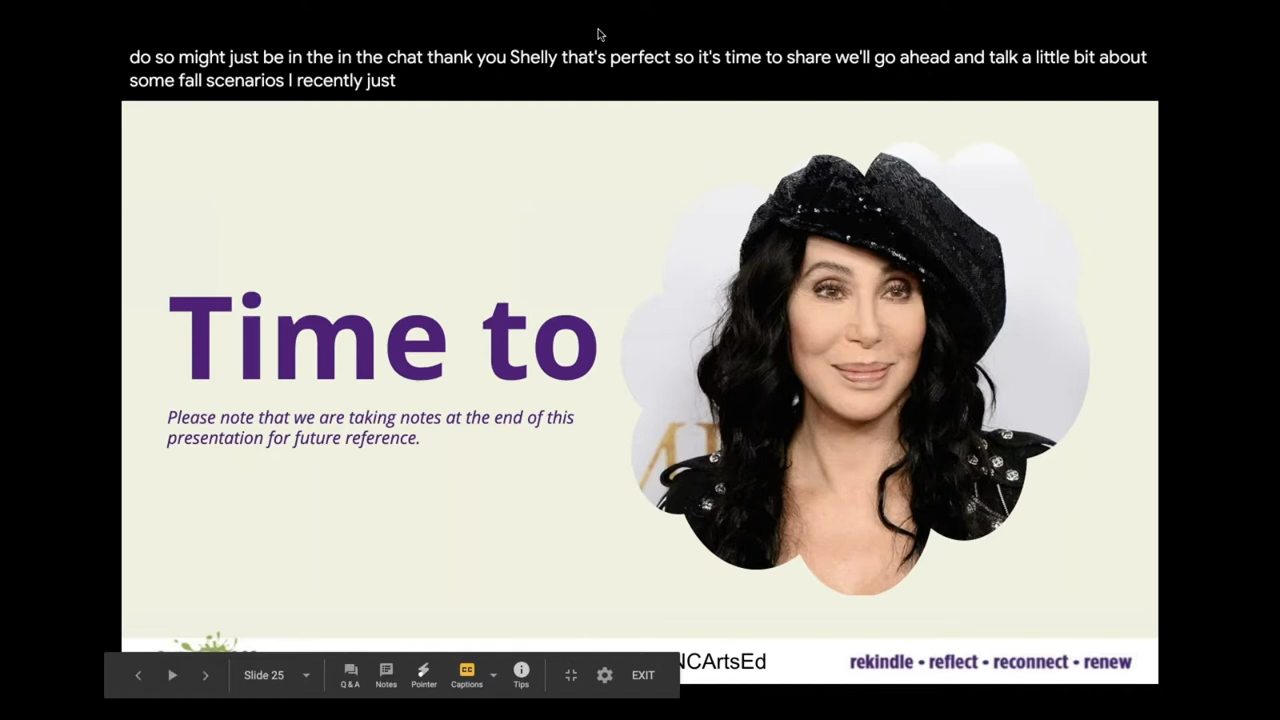 do so might just be in the in the chat thank you Shelly that's perfect so it's time to share we'll go ahead and talk a little bit about
some fall scenarios I recently just
Time to
Please note that we are taking notes at the end of this
presentation for future reference.
NCArtsEd
rekindle • reflect • reconnect • renew
Slide 25
Q & A
Notes
Pointer
CC
Captions
Tips
EXIT